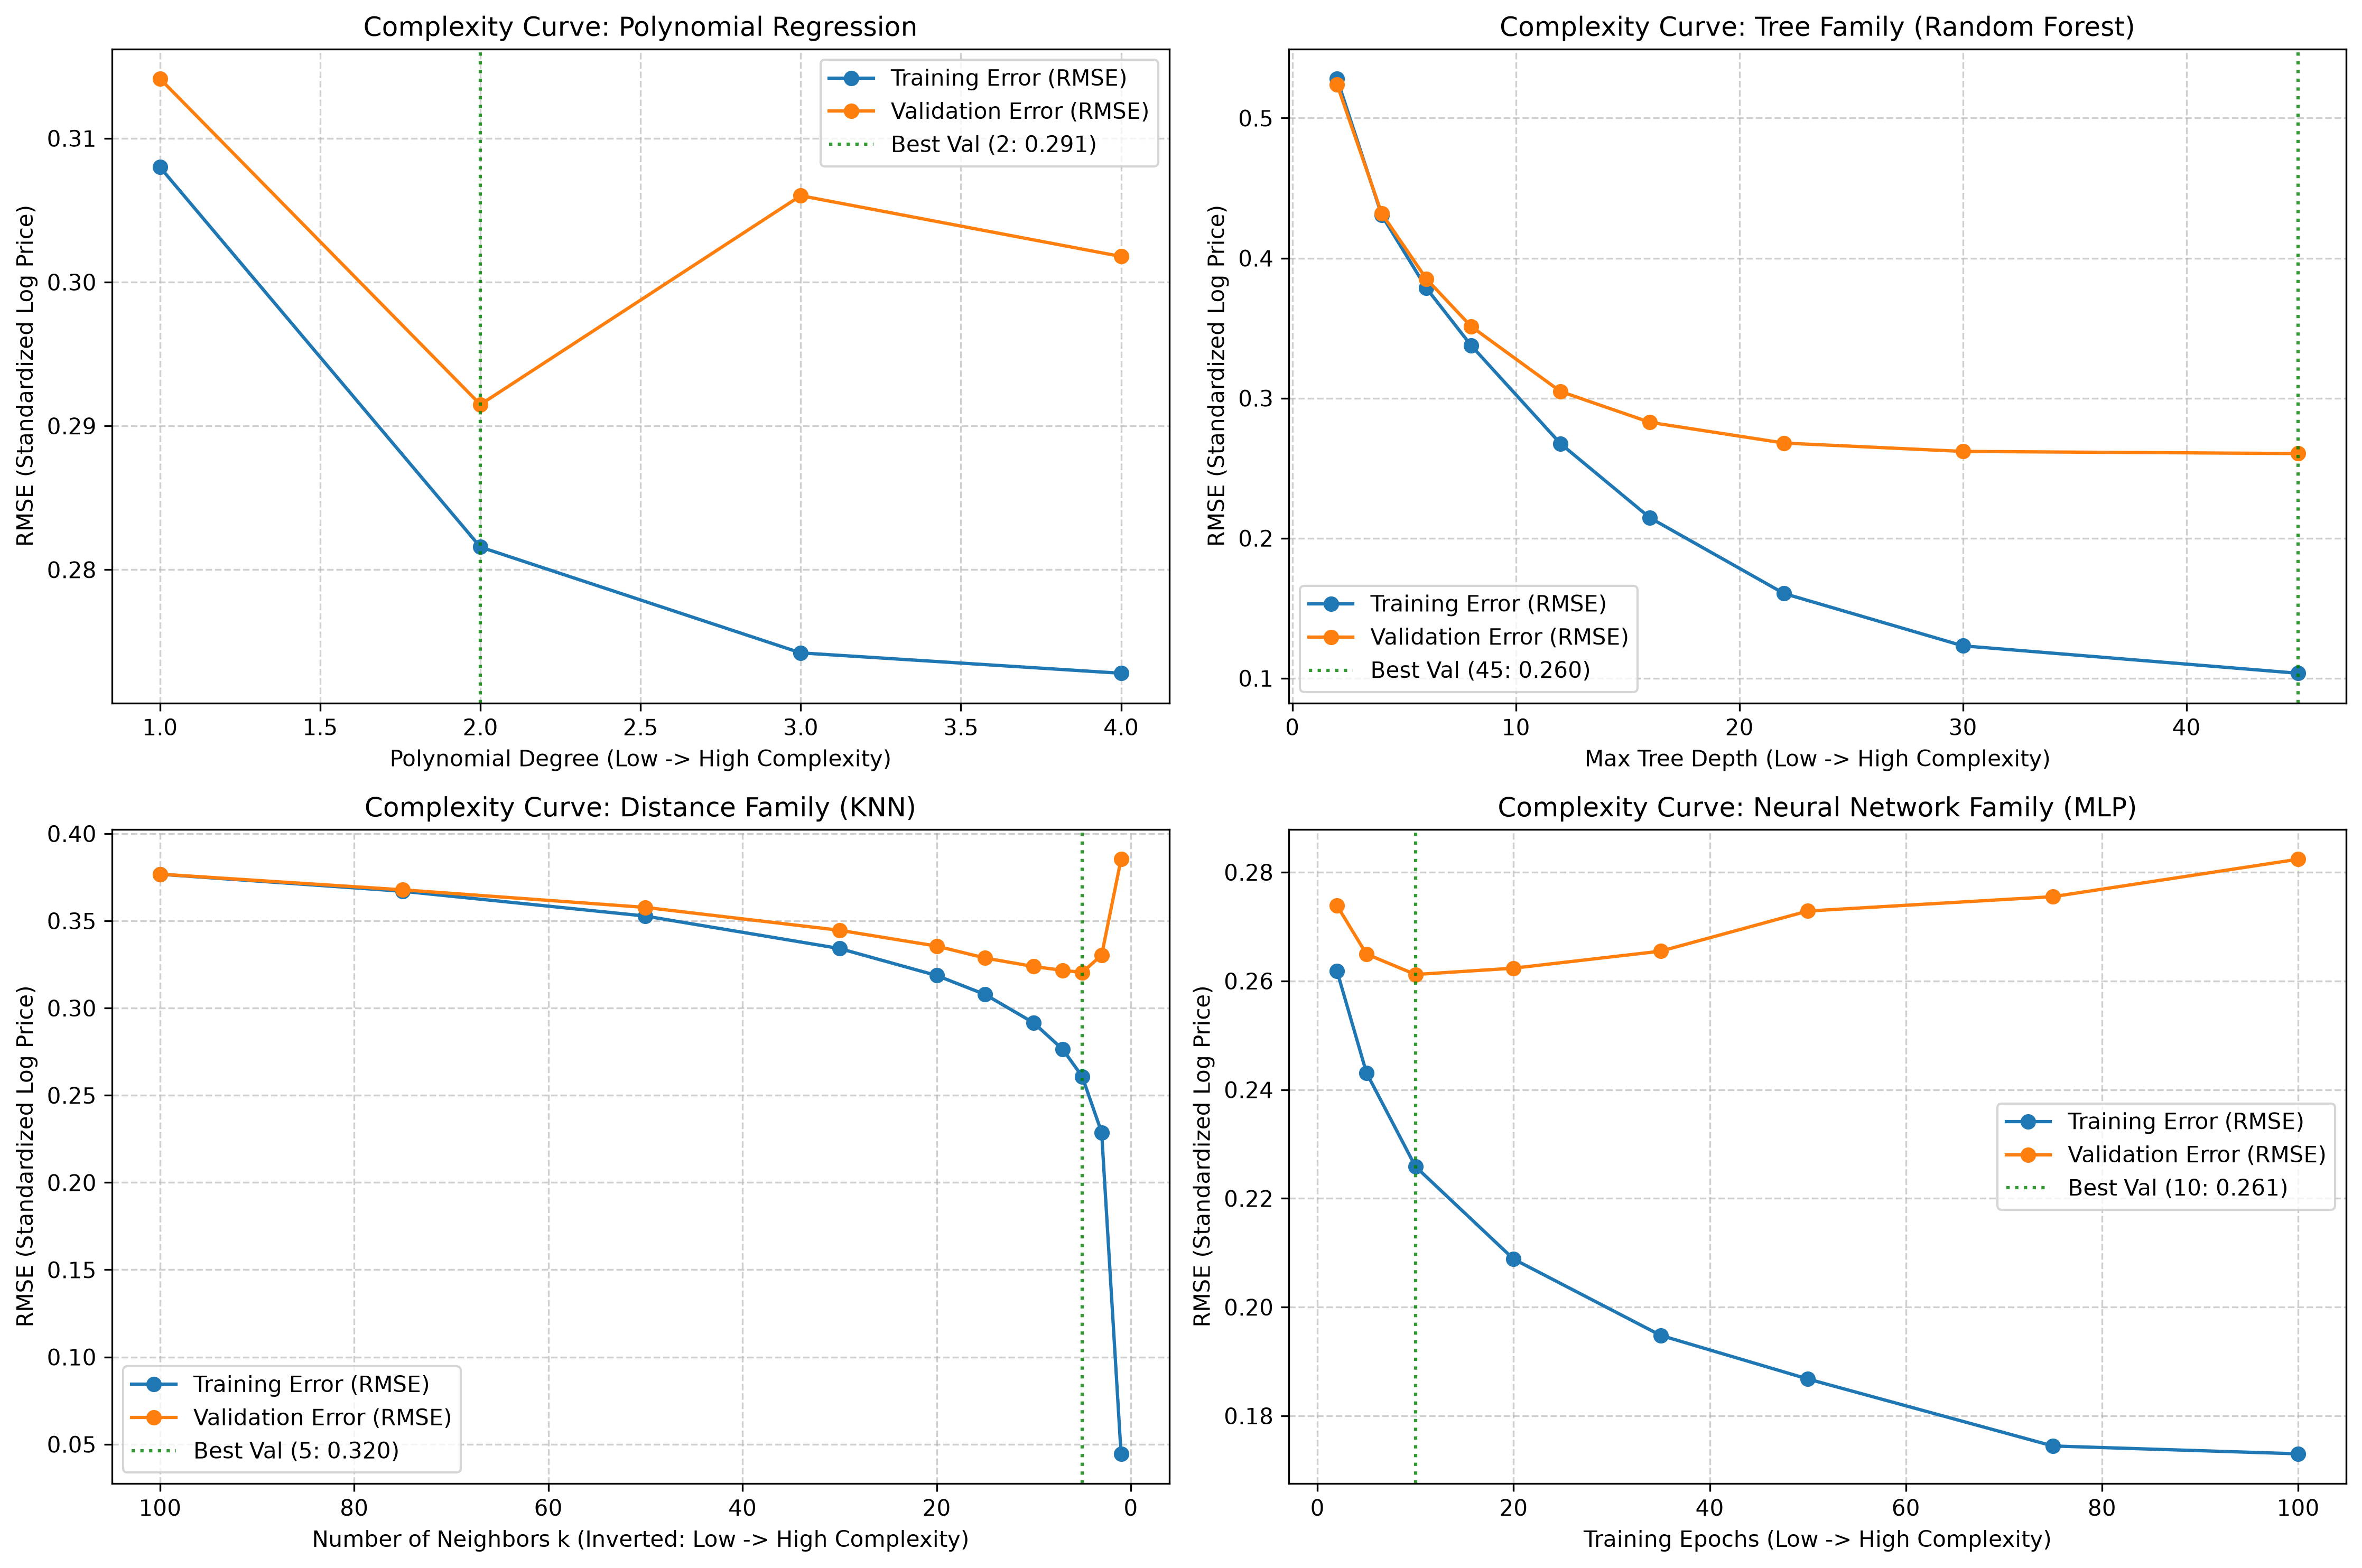 Complexity Curve: Polynomial Regression
RMSE (Standardized Log Price)
0.31
0.30
0.29
0.28
Training Error (RMSE)
Validation Error (RMSE)
Best Val (2: 0.291)
1.0 1.5 2.0 2.5 3.0 3.5 4.0
Polynomial Degree (Low -> High Complexity)
Complexity Curve: Tree Family (Random Forest)
RMSE (Standardized Log Price)
0.5
0.4
0.3
0.2
0.1
Training Error (RMSE)
Validation Error (RMSE)
Best Val (45: 0.260)
0 10 20 30 40
Max Tree Depth (Low -> High Complexity)
Complexity Curve: Distance Family (KNN)
RMSE (Standardized Log Price)
0.40
0.35
0.30
0.25
0.20
0.15
0.10
0.05
Training Error (RMSE)
Validation Error (RMSE)
Best Val (5: 0.320)
100 80 60 40 20 0
Number of Neighbors k (Inverted: Low -> High Complexity)
Complexity Curve: Neural Network Family (MLP)
RMSE (Standardized Log Price)
0.28
0.26
0.24
0.22
0.20
0.18
Training Error (RMSE)
Validation Error (RMSE)
Best Val (10: 0.261)
0 20 40 60 80 100
Training Epochs (Low -> High Complexity)